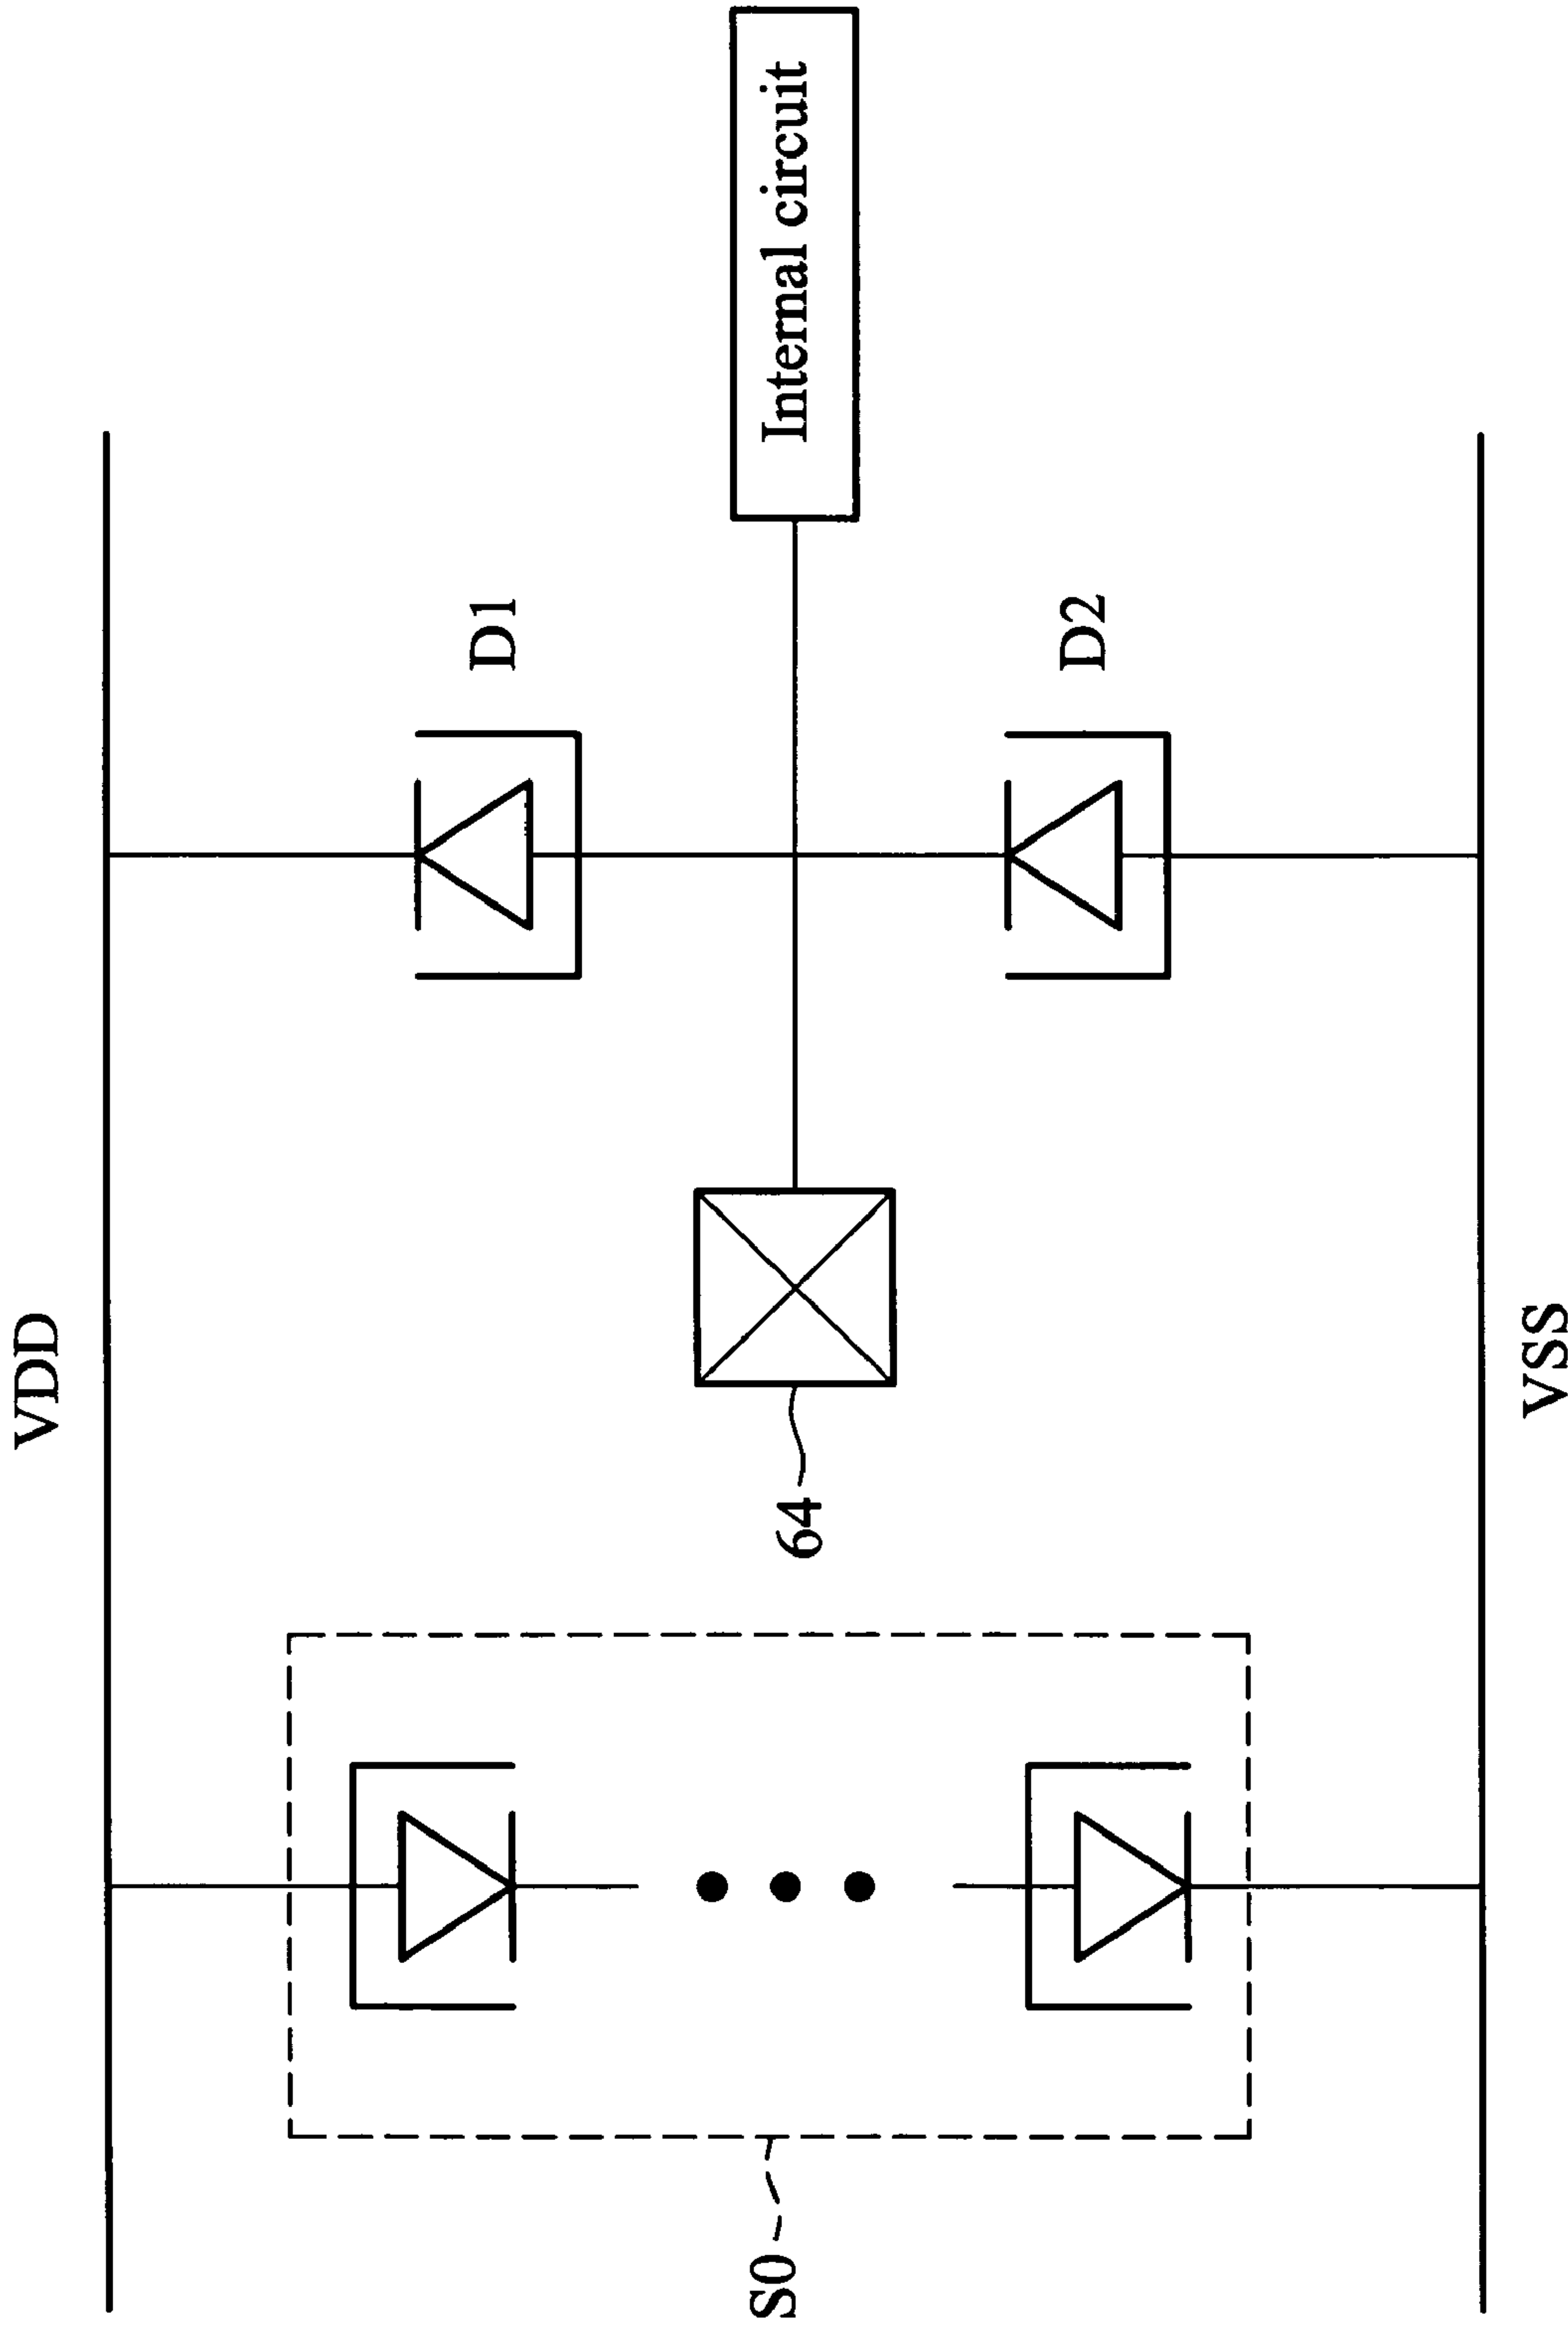 VDD
S0
64
D1
D2
Internal circuit
VSS